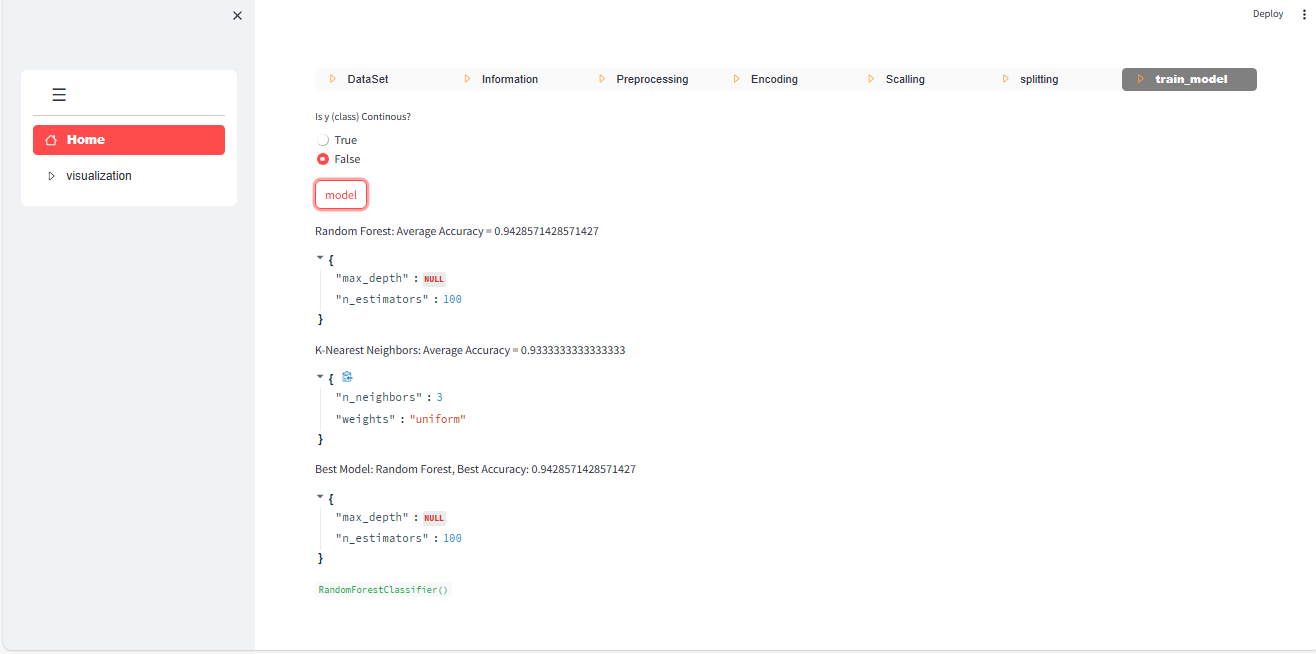 Deploy
Home
visualization
DataSet Information Preprocessing Encoding Scalling splitting train_model
Is y (class) Continous?
True
False
model
Random Forest: Average Accuracy = 0.9428571428571427
{
"max_depth" : NULL
"n_estimators" : 100
}
K-Nearest Neighbors: Average Accuracy = 0.9333333333333333
{
"n_neighbors" : 3
"weights" : "uniform"
}
Best Model: Random Forest, Best Accuracy: 0.9428571428571427
{
"max_depth" : NULL
"n_estimators" : 100
}
RandomForestClassifier()